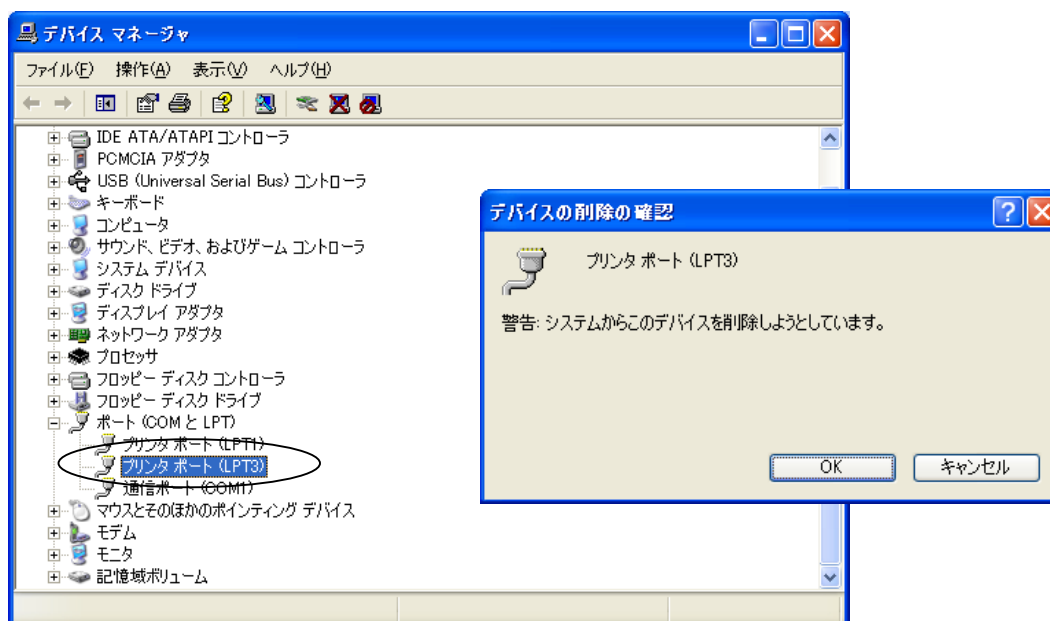 デバイス マネージャ
ファイル(F) 操作(A) 表示(V) ヘルプ(H)
IDE ATA/ATAPI コントローラ
PCMCIA アダプタ
USB (Universal Serial Bus) コントローラ
キーボード
コンピュータ
サウンド、ビデオ、およびゲーム コントローラ
システム デバイス
ディスク ドライブ
ディスプレイ アダプタ
ネットワーク アダプタ
プロセッサ
フロッピー ディスク コントローラ
フロッピー ディスク ドライブ
ポート (COM と LPT)
プリンタ ポート (LPT1)
プリンタ ポート (LPT3)
通信ポート (COM1)
マウスとそのほかのポインティング デバイス
モデム
モニタ
記憶域ボリューム
デバイスの削除の確認
プリンタ ポート (LPT3)
警告: システムからこのデバイスを削除しようとしています。
OK キャンセル